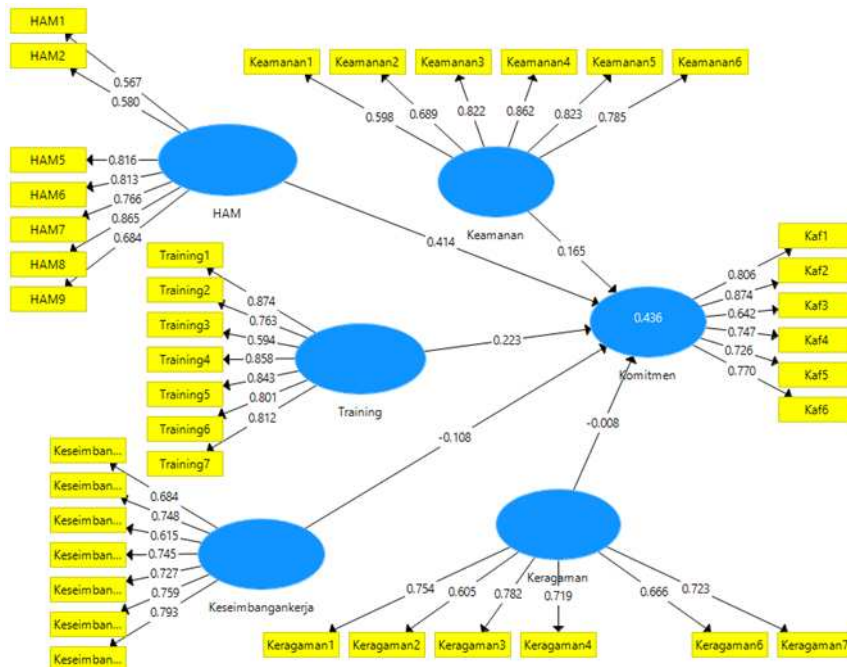 HAM1
HAM2
0.567
0.580
HAM5
HAM6
HAM7
HAM8
HAM9
0.816
0.813
0.766
0.865
0.684
HAM
Keamanan1
Keamanan2
Keamanan3
Keamanan4
Keamanan5
Keamanan6
0.598
0.689
0.822
0.862
0.823
0.785
Keamanan
0.414
0.165
Training1
Training2
Training3
Training4
Training5
Training6
Training7
0.874
0.763
0.594
0.858
0.843
0.801
0.812
Training
0.223
0.436
Komitmen
0.806
0.874
0.642
0.747
0.726
0.770
Kaf1
Kaf2
Kaf3
Kaf4
Kaf5
Kaf6
-0.108
-0.008
Keseimban...
Keseimban...
Keseimban...
Keseimban...
Keseimban...
Keseimban...
Keseimban...
0.684
0.748
0.615
0.745
0.727
0.759
0.793
Keseimbangankerja
Keragaman
0.754
0.605
0.782
0.719
0.666
0.723
Keragaman1
Keragaman2
Keragaman3
Keragaman4
Keragaman6
Keragaman7